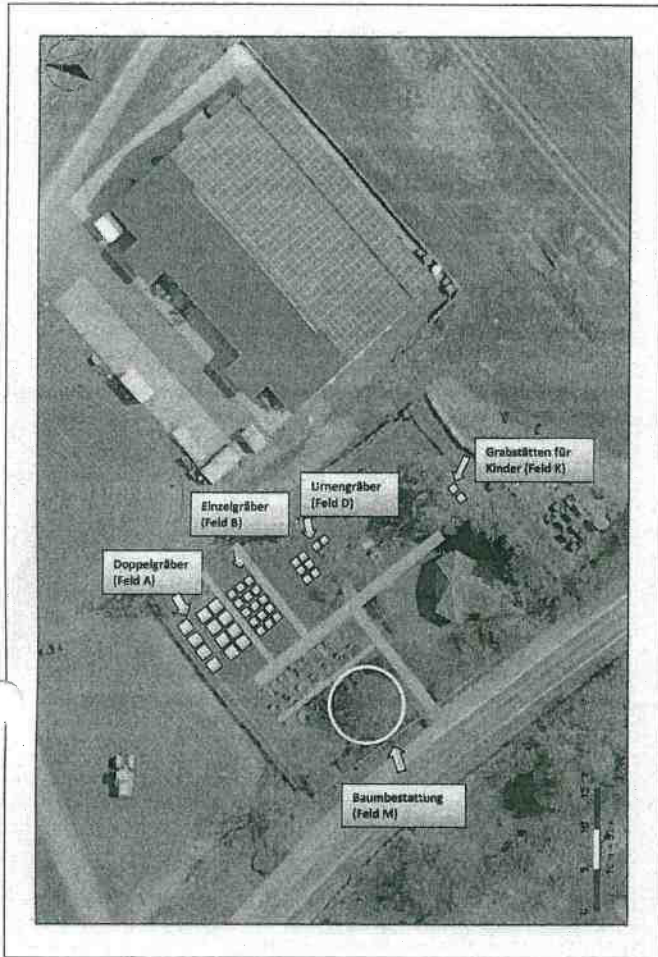 Grabstätten für
Kinder (Feld K)
Urnengräber
(Feld D)
Einzelgräber
(Feld B)
Doppelgräber
(Feld A)
Baumbestattung
(Feld M)